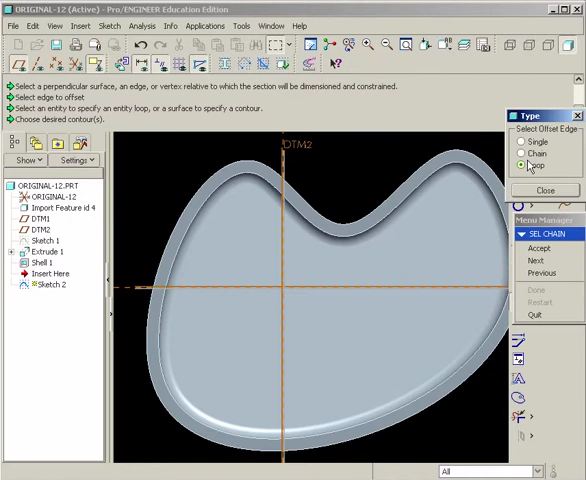 ORIGINAL-12 (Active) - Pro/ENGINEER Education Edition
File Edit View Insert Sketch Analysis Info Applications Tools Window Help
Select a perpendicular surface, an edge, or vertex relative to which the section will be dimensioned and constrained.
Select edge to offset
Select an entity to specify an entity loop, or a surface to specify a contour.
Choose desired contour(s).
Show Settings
ORIGINAL-12.PRT
ORIGINAL-12
Import Feature id 4
DTM1
DTM2
Sketch 1
Extrude 1
Shell 1
Insert Here
Sketch 2
DTM2
Type
Select Offset Edge
Single
Chain
Loop
Close
Menu Manager
SEL CHAIN
Accept
Next
Previous
Done
Restart
Quit
All